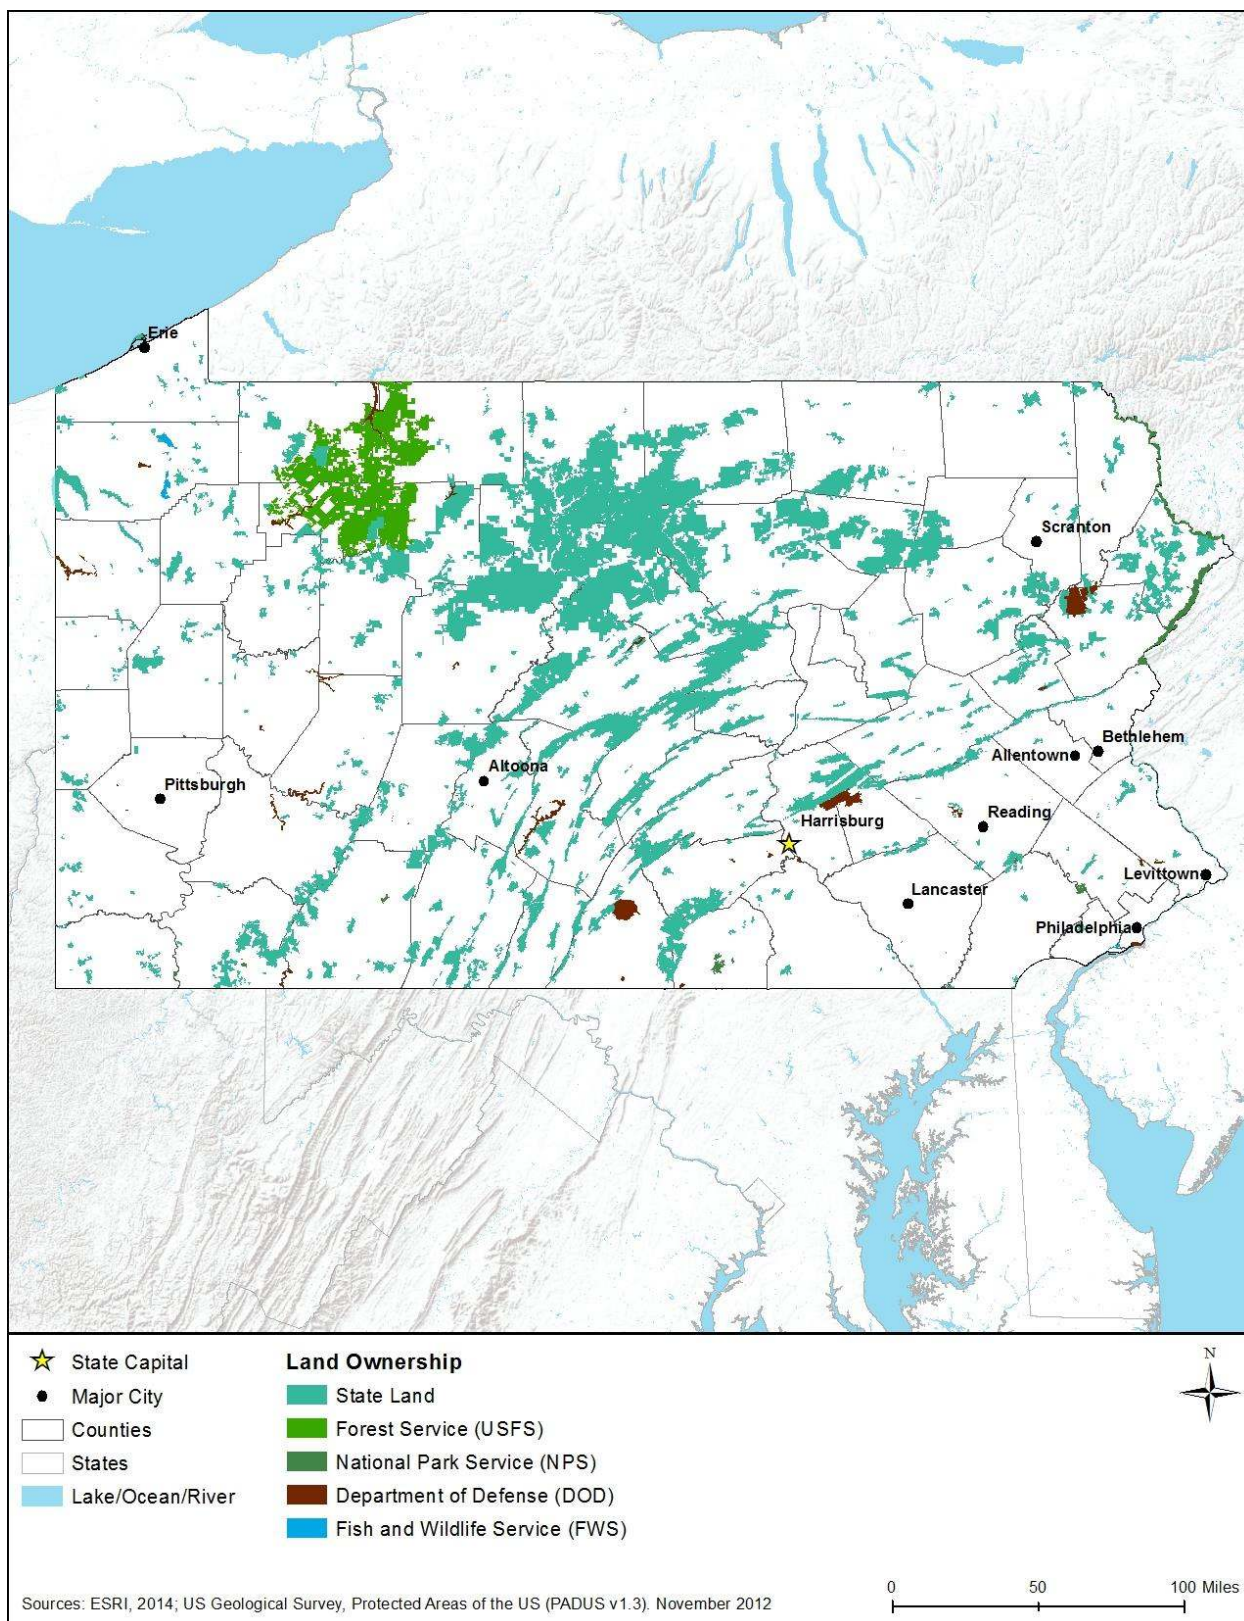 Erie
Scranton
Bethlehem
Allentown
Altoona
Pittsburgh
Reading
Harrisburg
Levittown
Lancaster
Philadelphia
State Capital
Major City
Counties
States
Lake/Ocean/River
Land Ownership
State Land
Forest Service (USFS)
National Park Service (NPS)
Department of Defense (DOD)
Fish and Wildlife Service (FWS)
N
0 50 100 Miles
Sources: ESRI, 2014; US Geological Survey, Protected Areas of the US (PADUS v1.3). November 2012